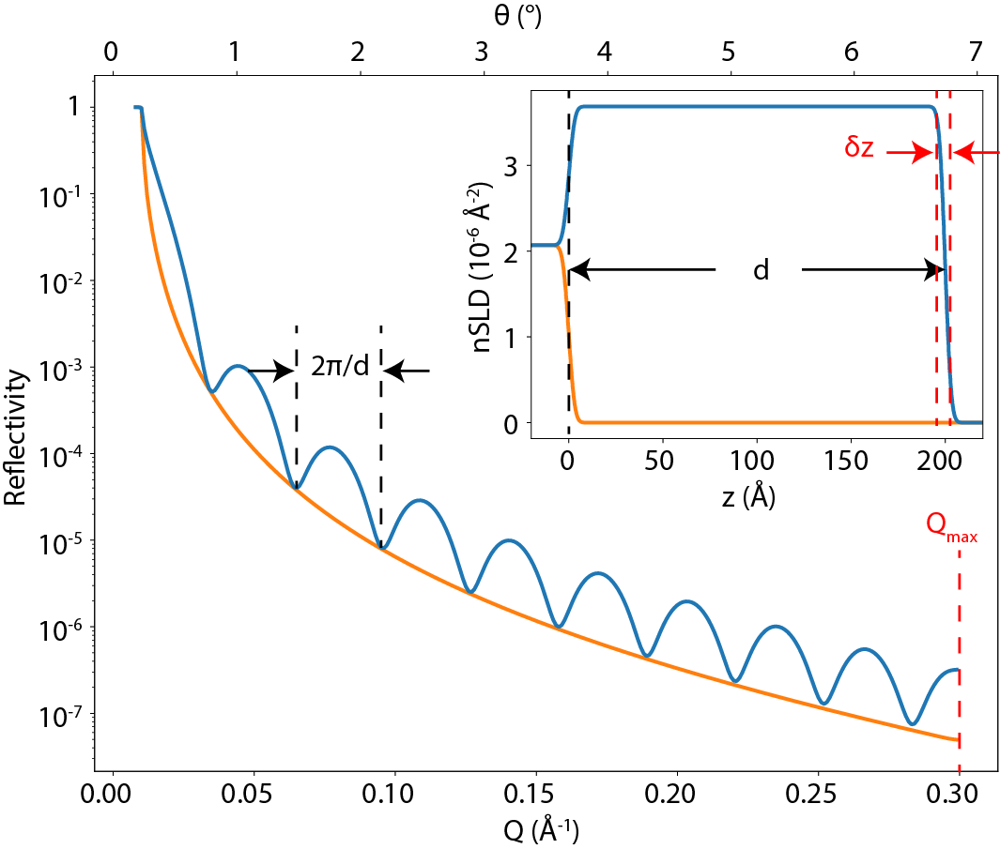 θ (°)
0 1 2 3 4 5 6 7
1
10-1
10-2
10-3
10-4
10-5
10-6
10-7
Reflectivity
2π/d
δz
3
2
1
0
nSLD (10-6 Å-2)
d
0 50 100 150 200
z (Å)
Qmax
0.00 0.05 0.10 0.15 0.20 0.25 0.30
Q (Å-1)